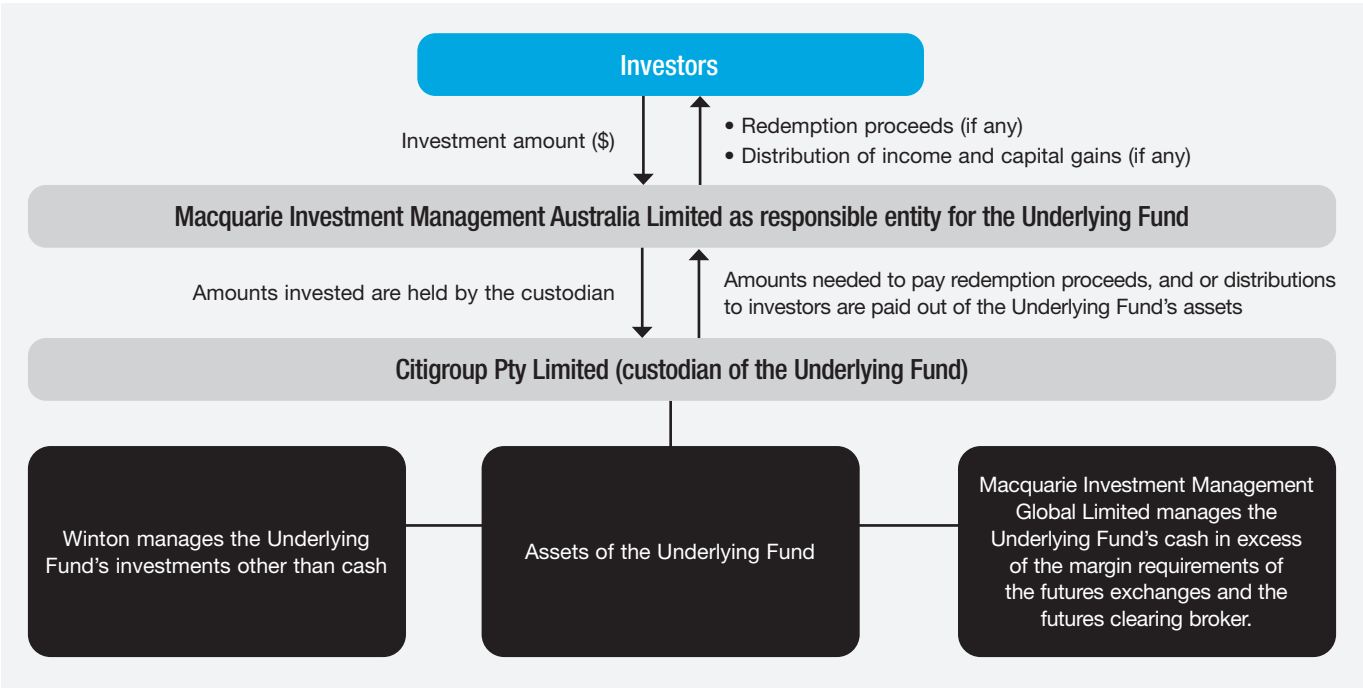 Investors
Investment amount ($)
• Redemption proceeds (if any)
• Distribution of income and capital gains (if any)
Macquarie Investment Management Australia Limited as responsible entity for the Underlying Fund
Amounts invested are held by the custodian
Amounts needed to pay redemption proceeds, and or distributions
to investors are paid out of the Underlying Fund’s assets
Citigroup Pty Limited (custodian of the Underlying Fund)
Winton manages the Underlying
Fund’s investments other than cash
Assets of the Underlying Fund
Macquarie Investment Management
Global Limited manages the
Underlying Fund’s cash in excess
of the margin requirements of
the futures exchanges and the
futures clearing broker.